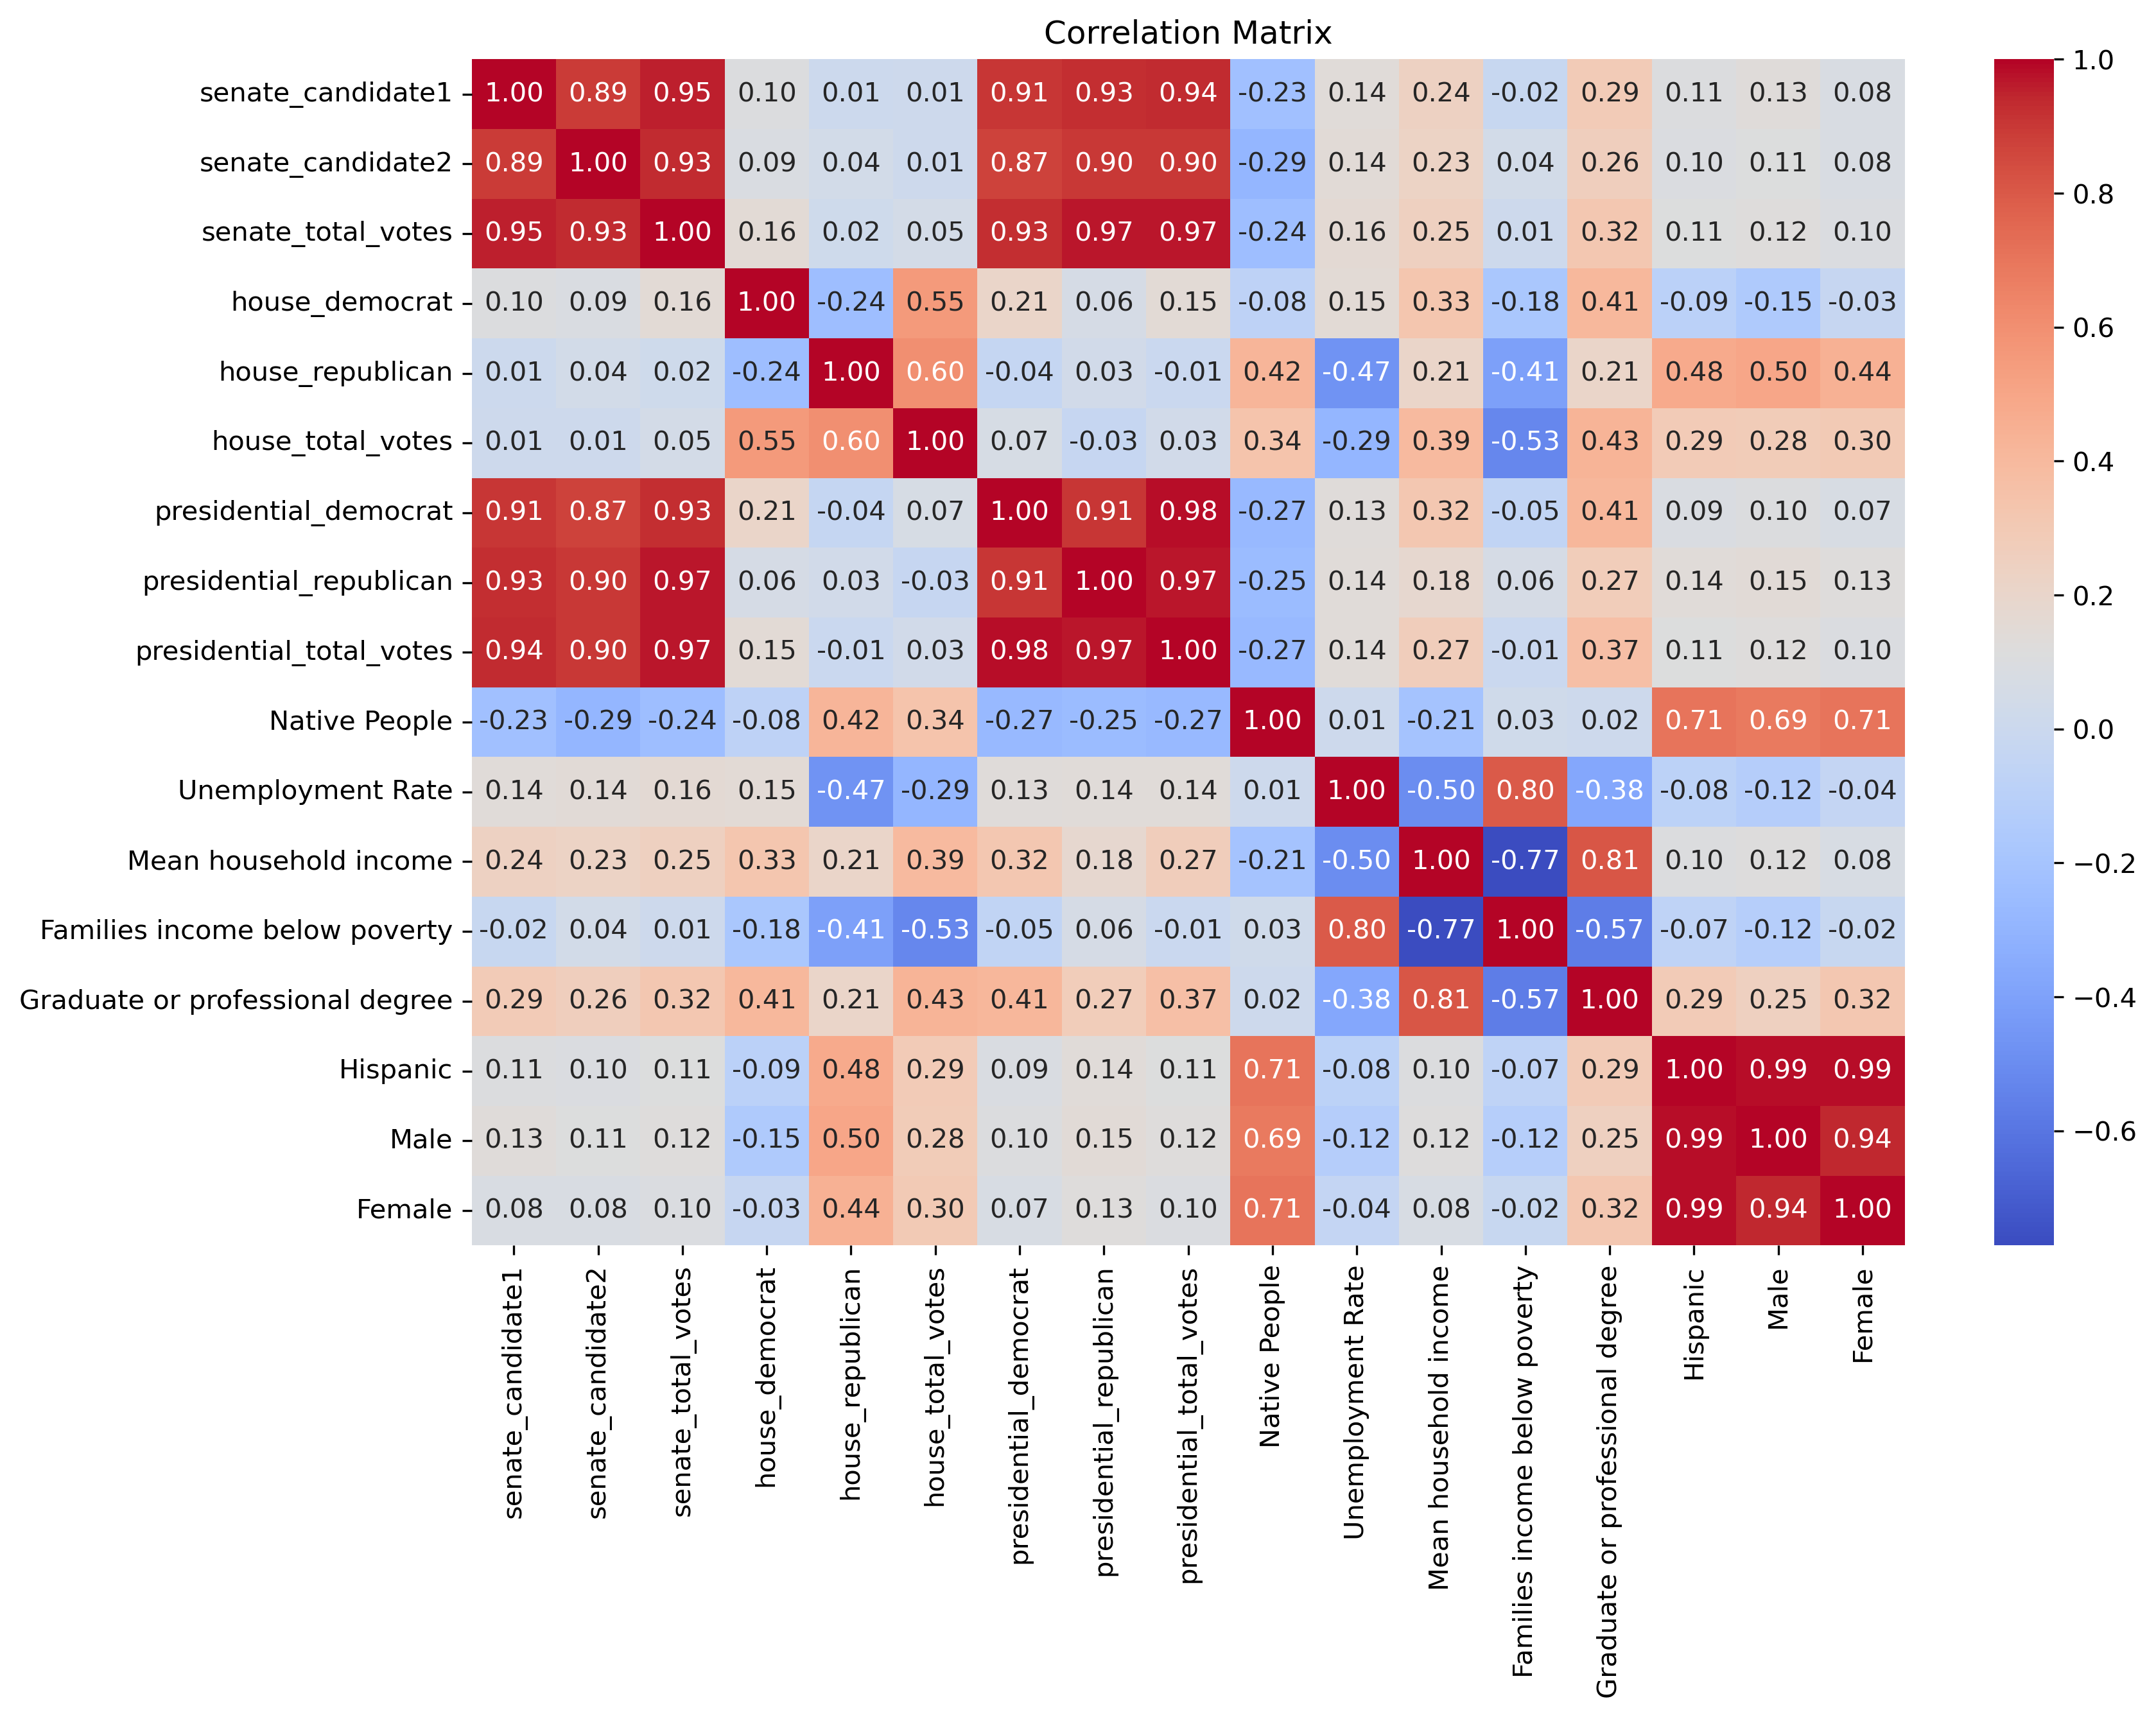 Correlation Matrix
senate_candidate1 1.00 0.89 0.95 0.10 0.01 0.01 0.91 0.93 0.94 -0.23 0.14 0.24 -0.02 0.29 0.11 0.13 0.08
senate_candidate2 0.89 1.00 0.93 0.09 0.04 0.01 0.87 0.90 0.90 -0.29 0.14 0.23 0.04 0.26 0.10 0.11 0.08
senate_total_votes 0.95 0.93 1.00 0.16 0.02 0.05 0.93 0.97 0.97 -0.24 0.16 0.25 0.01 0.32 0.11 0.12 0.10
house_democrat 0.10 0.09 0.16 1.00 -0.24 0.55 0.21 0.06 0.15 -0.08 0.15 0.33 -0.18 0.41 -0.09 -0.15 -0.03
house_republican 0.01 0.04 0.02 -0.24 1.00 0.60 -0.04 0.03 -0.01 0.42 -0.47 0.21 -0.41 0.21 0.48 0.50 0.44
house_total_votes 0.01 0.01 0.05 0.55 0.60 1.00 0.07 -0.03 0.03 0.34 -0.29 0.39 -0.53 0.43 0.29 0.28 0.30
presidential_democrat 0.91 0.87 0.93 0.21 -0.04 0.07 1.00 0.91 0.98 -0.27 0.13 0.32 -0.05 0.41 0.09 0.10 0.07
presidential_republican 0.93 0.90 0.97 0.06 0.03 -0.03 0.91 1.00 0.97 -0.25 0.14 0.18 0.06 0.27 0.14 0.15 0.13
presidential_total_votes 0.94 0.90 0.97 0.15 -0.01 0.03 0.98 0.97 1.00 -0.27 0.14 0.27 -0.01 0.37 0.11 0.12 0.10
Native People -0.23 -0.29 -0.24 -0.08 0.42 0.34 -0.27 -0.25 -0.27 1.00 0.01 -0.21 0.03 0.02 0.71 0.69 0.71
Unemployment Rate 0.14 0.14 0.16 0.15 -0.47 -0.29 0.13 0.14 0.14 0.01 1.00 -0.50 0.80 -0.38 -0.08 -0.12 -0.04
Mean household income 0.24 0.23 0.25 0.33 0.21 0.39 0.32 0.18 0.27 -0.21 -0.50 1.00 -0.77 0.81 0.10 0.12 0.08
Families income below poverty -0.02 0.04 0.01 -0.18 -0.41 -0.53 -0.05 0.06 -0.01 0.03 0.80 -0.77 1.00 -0.57 -0.07 -0.12 -0.02
Graduate or professional degree 0.29 0.26 0.32 0.41 0.21 0.43 0.41 0.27 0.37 0.02 -0.38 0.81 -0.57 1.00 0.29 0.25 0.32
Hispanic 0.11 0.10 0.11 -0.09 0.48 0.29 0.09 0.14 0.11 0.71 -0.08 0.10 -0.07 0.29 1.00 0.99 0.99
Male 0.13 0.11 0.12 -0.15 0.50 0.28 0.10 0.15 0.12 0.69 -0.12 0.12 -0.12 0.25 0.99 1.00 0.94
Female 0.08 0.08 0.10 -0.03 0.44 0.30 0.07 0.13 0.10 0.71 -0.04 0.08 -0.02 0.32 0.99 0.94 1.00
senate_candidate1
senate_candidate2
senate_total_votes
house_democrat
house_republican
house_total_votes
presidential_democrat
presidential_republican
presidential_total_votes
Native People
Unemployment Rate
Mean household income
Families income below poverty
Graduate or professional degree
Hispanic
Male
Female
1.0
0.8
0.6
0.4
0.2
0.0
−0.2
−0.4
−0.6